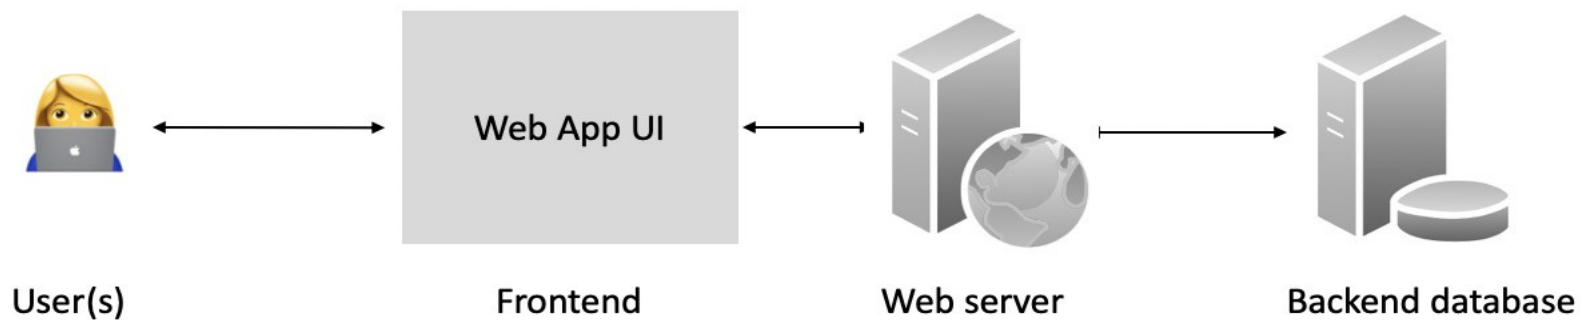 Web App UI
User(s)
Frontend
Web server
Backend database